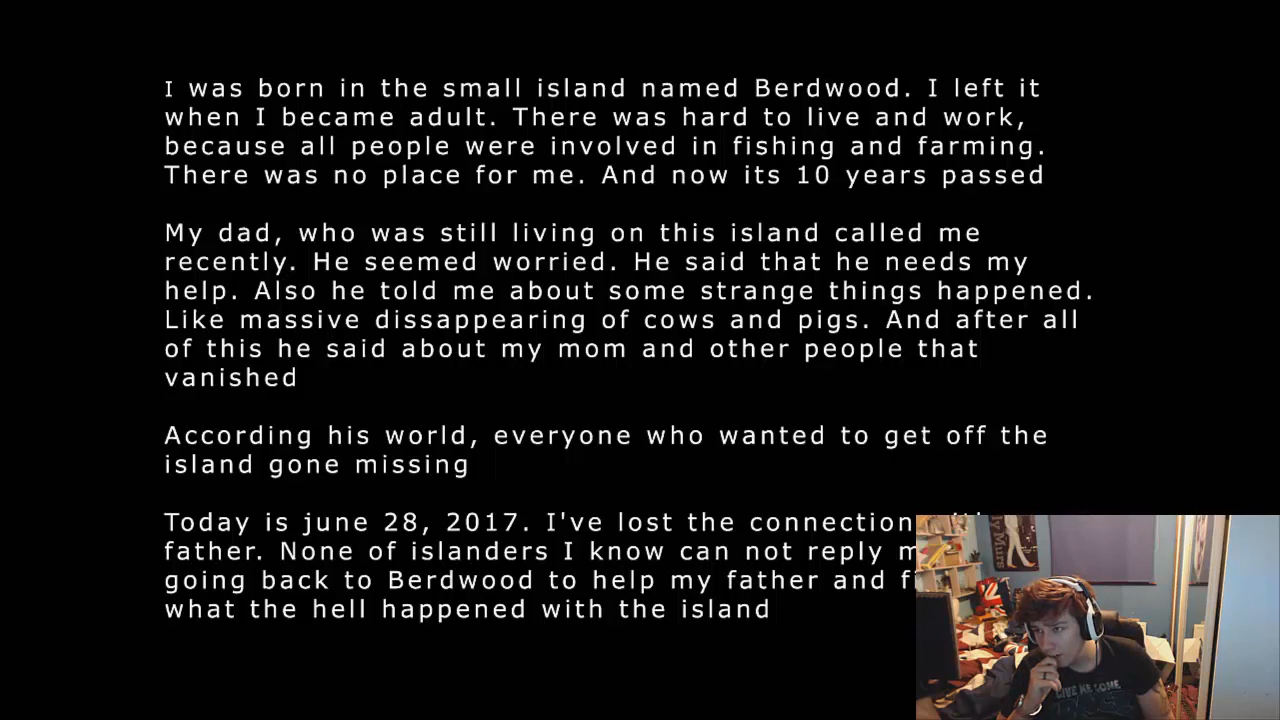 I was born in the small island named Berdwood. I left it
when I became adult. There was hard to live and work,
because all people were involved in fishing and farming.
There was no place for me. And now its 10 years passed
My dad, who was still living on this island called me
recently. He seemed worried. He said that he needs my
help. Also he told me about some strange things happened.
Like massive dissappearing of cows and pigs. And after all
of this he said about my mom and other people that
vanished
According his world, everyone who wanted to get off the
island gone missing
Today is june 28, 2017. I've lost the connection
father. None of islanders I know can not reply
going back to Berdwood to help my father and
what the hell happened with the island